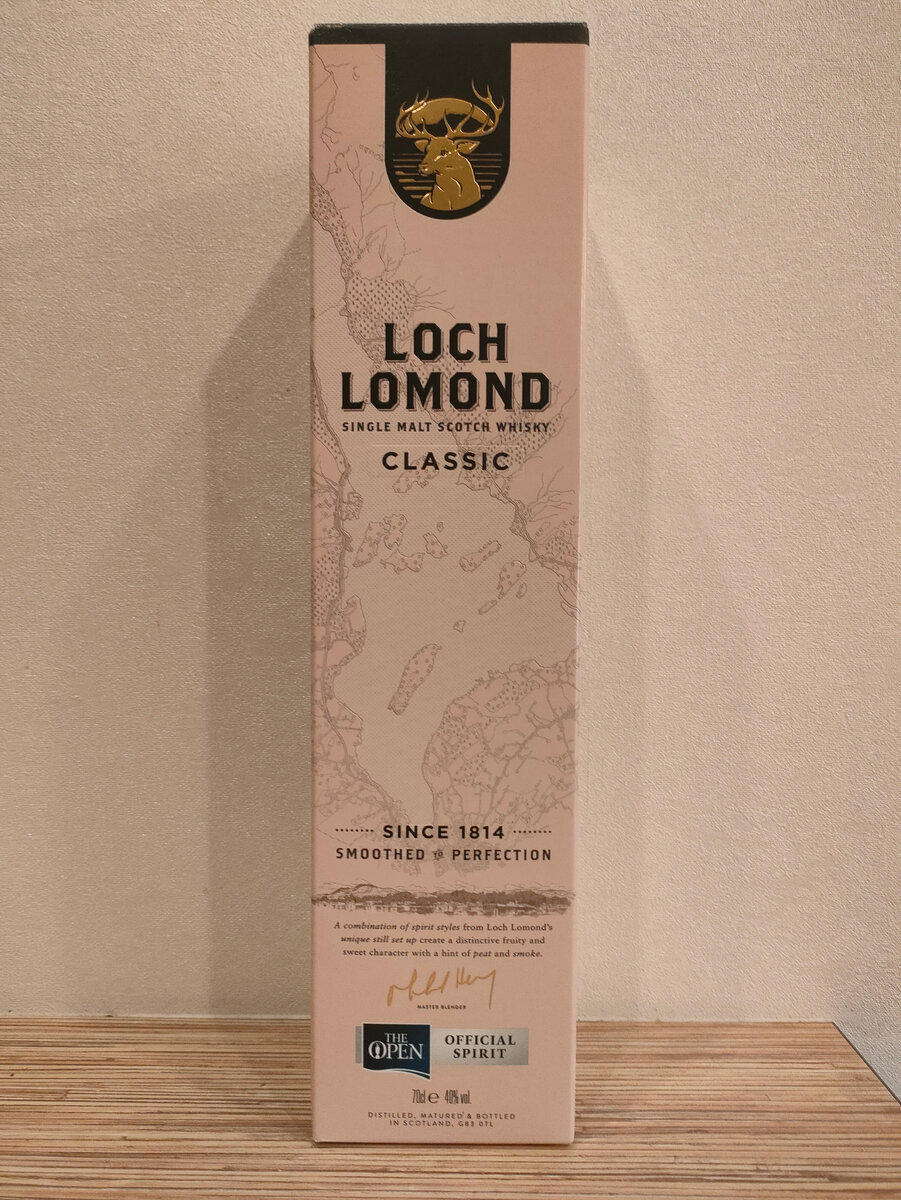 LOCH
LOMOND
SINGLE MALT SCOTCH WHISKY
CLASSIC
SINCE 1814
SMOOTHED TO PERFECTION
A combination of spirit styles from Loch Lomond's
unique still set up create a distinctive fruity and
sweet character with a hint of peat and smoke.
MASTER BLENDER
THE
OPEN
OFFICIAL
SPIRIT
70cl e 40% vol.
DISTILLED, MATURED & BOTTLED
IN SCOTLAND, G83 0TL